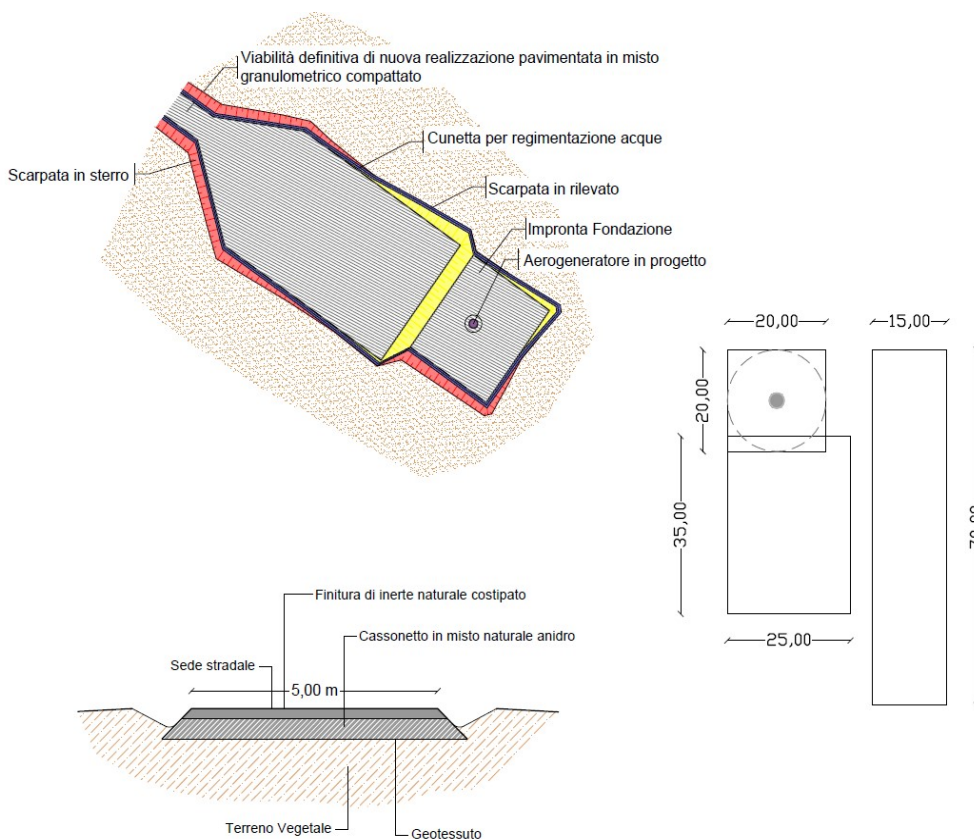 Viabilità definitiva di nuova realizzazione pavimentata in misto
granulometrico compattato
Cunetta per regimentazione acque
Scarpata in sterro
Scarpata in rilevato
Impronta Fondazione
Aerogeneratore in progetto
20,00
15,00
20,00
35,00
25,00
Finitura di inerte naturale costipato
Cassonetto in misto naturale anidro
Sede stradale
5,00 m
Terreno Vegetale
Geotessuto